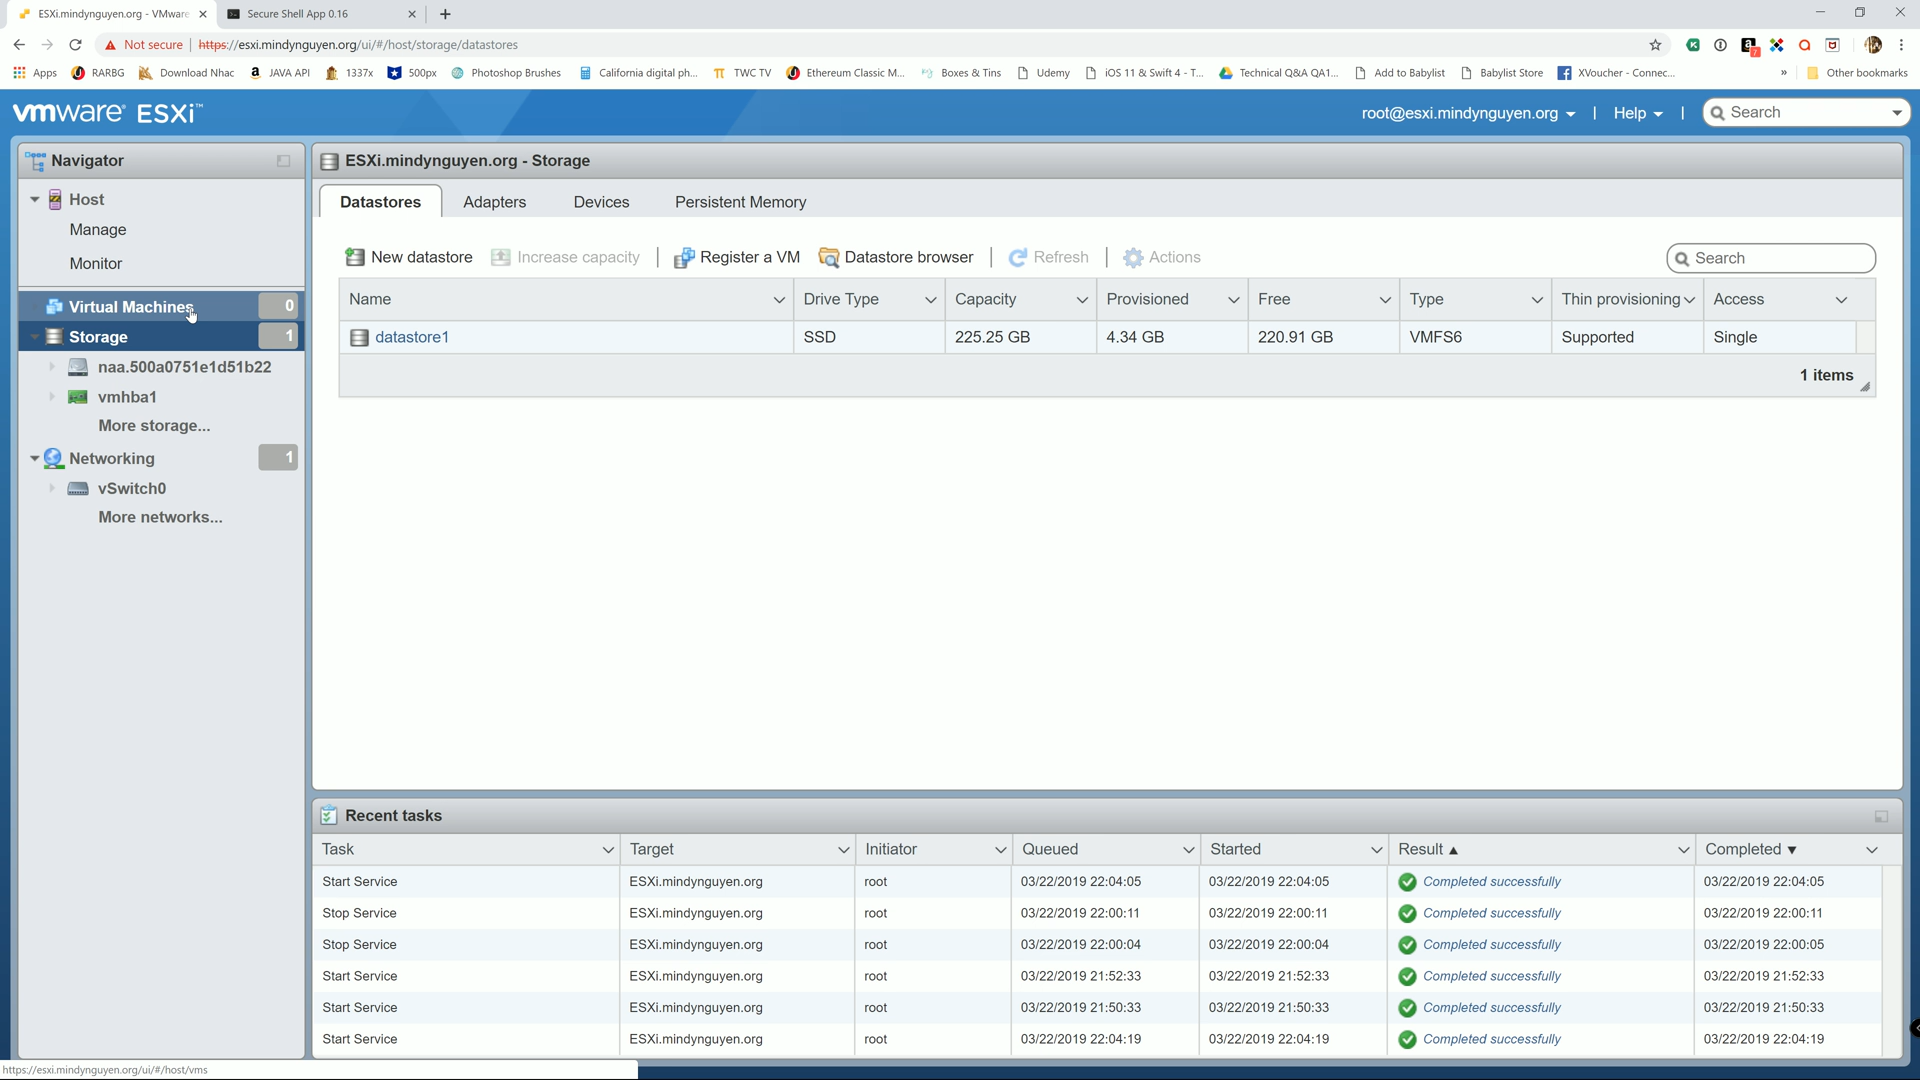 ESXi.mindynguyen.org - VMware
Secure Shell App 0.16
Not secure | https://esxi.mindynguyen.org/ui/#/host/storage/datastores
7
Apps RARBG Download Nhac JAVA API 1337x 500px Photoshop Brushes California digital ph... TWC TV Ethereum Classic M... Boxes & Tins Udemy iOS 11 & Swift 4 - T... Technical Q&A QA1... Add to Babylist Babylist Store XVoucher - Connec... » Other bookmarks
vmware ESXi™
root@esxi.mindynguyen.org | Help | Search
Navigator
Host
Manage
Monitor
Virtual Machines 0
Storage 1
naa.500a0751e1d51b22
vmhba1
More storage...
Networking 1
vSwitch0
More networks...
ESXi.mindynguyen.org - Storage
Datastores Adapters Devices Persistent Memory
New datastore Increase capacity | Register a VM Datastore browser | Refresh | Actions Search
Name Drive Type Capacity Provisioned Free Type Thin provisioning Access
datastore1 SSD 225.25 GB 4.34 GB 220.91 GB VMFS6 Supported Single
1 items
Recent tasks
Task Target Initiator Queued Started Result ▲ Completed ▼
Start Service ESXi.mindynguyen.org root 03/22/2019 22:04:05 03/22/2019 22:04:05 Completed successfully 03/22/2019 22:04:05
Stop Service ESXi.mindynguyen.org root 03/22/2019 22:00:11 03/22/2019 22:00:11 Completed successfully 03/22/2019 22:00:11
Stop Service ESXi.mindynguyen.org root 03/22/2019 22:00:04 03/22/2019 22:00:04 Completed successfully 03/22/2019 22:00:05
Start Service ESXi.mindynguyen.org root 03/22/2019 21:52:33 03/22/2019 21:52:33 Completed successfully 03/22/2019 21:52:33
Start Service ESXi.mindynguyen.org root 03/22/2019 21:50:33 03/22/2019 21:50:33 Completed successfully 03/22/2019 21:50:33
Start Service ESXi.mindynguyen.org root 03/22/2019 22:04:19 03/22/2019 22:04:19 Completed successfully 03/22/2019 22:04:19
https://esxi.mindynguyen.org/ui/#/host/vms